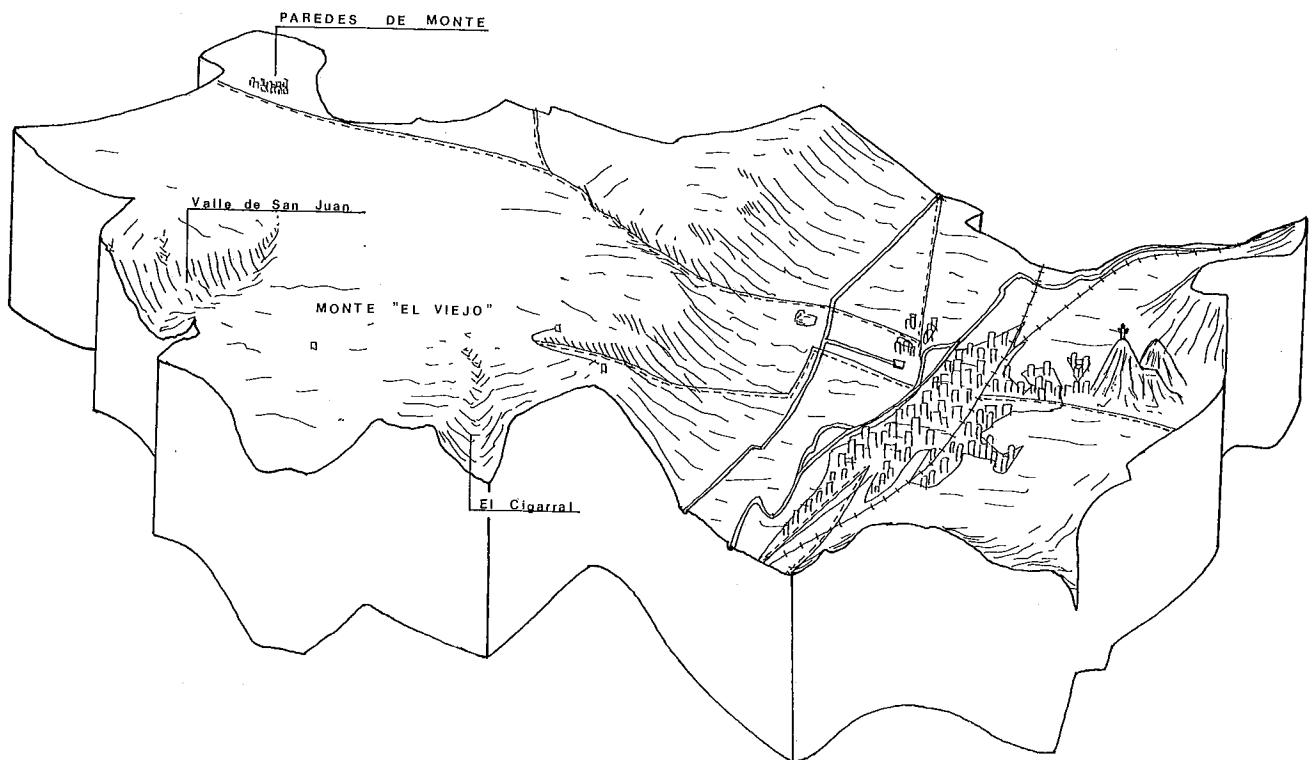 PAREDES DE MONTE
Valle de San Juan
MONTE "EL VIEJO"
El Cigarral